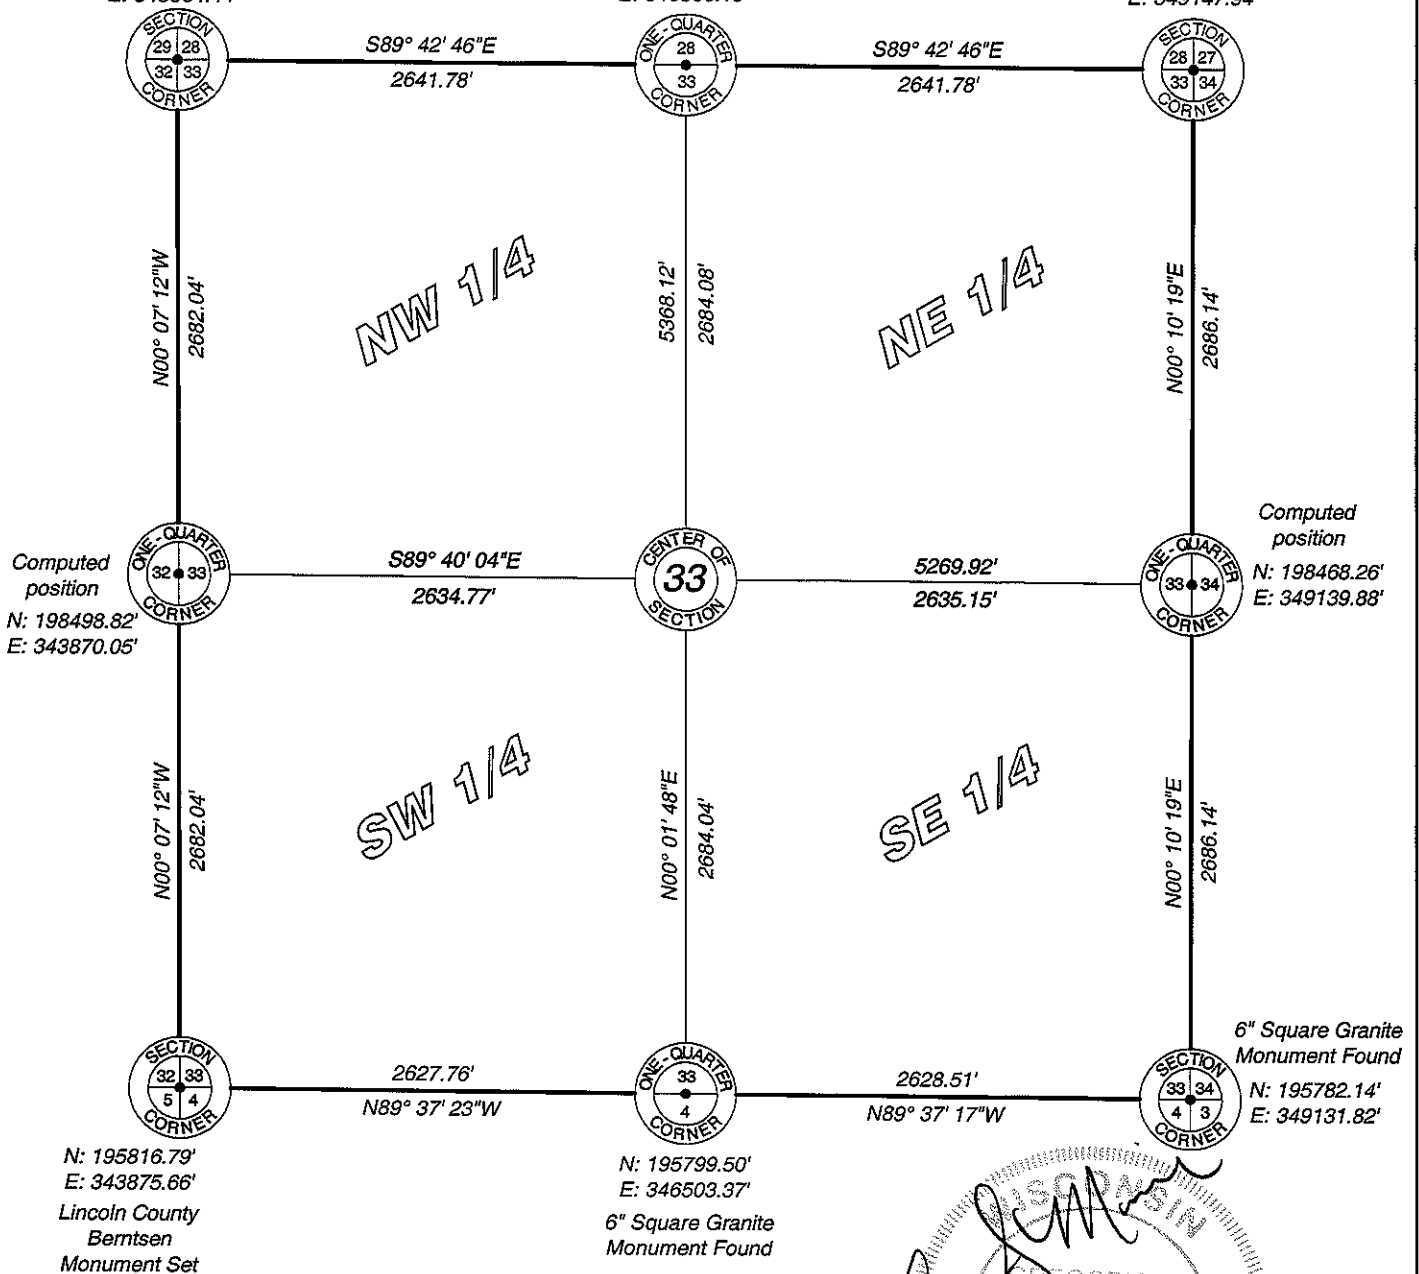 E: 349147.94'
SECTION
29 28
32 33
CORNER
S89° 42' 46"E
2641.78'
ONE-QUARTER
28
33
CORNER
S89° 42' 46"E
2641.78'
SECTION
28 27
33 34
CORNER
N00° 07' 12"W
2682.04'
NW 1/4
5368.12'
2684.08'
NE 1/4
N00° 10' 19"E
2686.14'
Computed
position
N: 198498.82'
E: 343870.05'
ONE-QUARTER
32 33
CORNER
S89° 40' 04"E
2634.77'
CENTER OF
33
SECTION
5269.92'
2635.15'
ONE-QUARTER
33 34
CORNER
Computed
position
N: 198468.26'
E: 349139.88'
N00° 07' 12"W
2682.04'
SW 1/4
N00° 01' 48"E
2684.04'
SE 1/4
N00° 10' 19"E
2686.14'
SECTION
32 33
5 4
CORNER
2627.76'
N89° 37' 23"W
ONE-QUARTER
33
4
CORNER
2628.51'
N89° 37' 17"W
SECTION
33 34
4 3
CORNER
6" Square Granite
Monument Found
N: 195782.14'
E: 349131.82'
N: 195816.79'
E: 343875.66'
Lincoln County
Berntsen
Monument Set
N: 195799.50'
E: 346503.37'
6" Square Granite
Monument Found
WISCONSIN